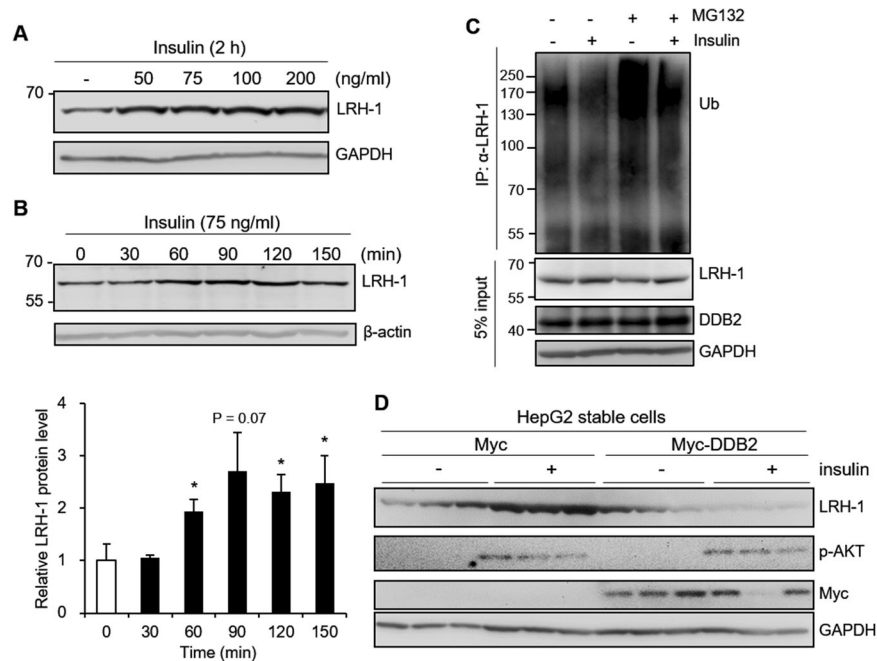 A
Insulin (2 h)
- 50 75 100 200 (ng/ml)
70
LRH-1
GAPDH
B
Insulin (75 ng/ml)
0 30 60 90 120 150 (min)
70
LRH-1
55
β-actin
Relative LRH-1 protein level
4
3
2
1
0
P = 0.07
* * *
0 30 60 90 120 150
Time (min)
C
- - + + MG132
- + - + Insulin
IP: α-LRH-1
250
170
130
100
70
55
Ub
5% input
70
LRH-1
55
DDB2
40
GAPDH
D
HepG2 stable cells
Myc Myc-DDB2
- + - + insulin
LRH-1
p-AKT
Myc
GAPDH